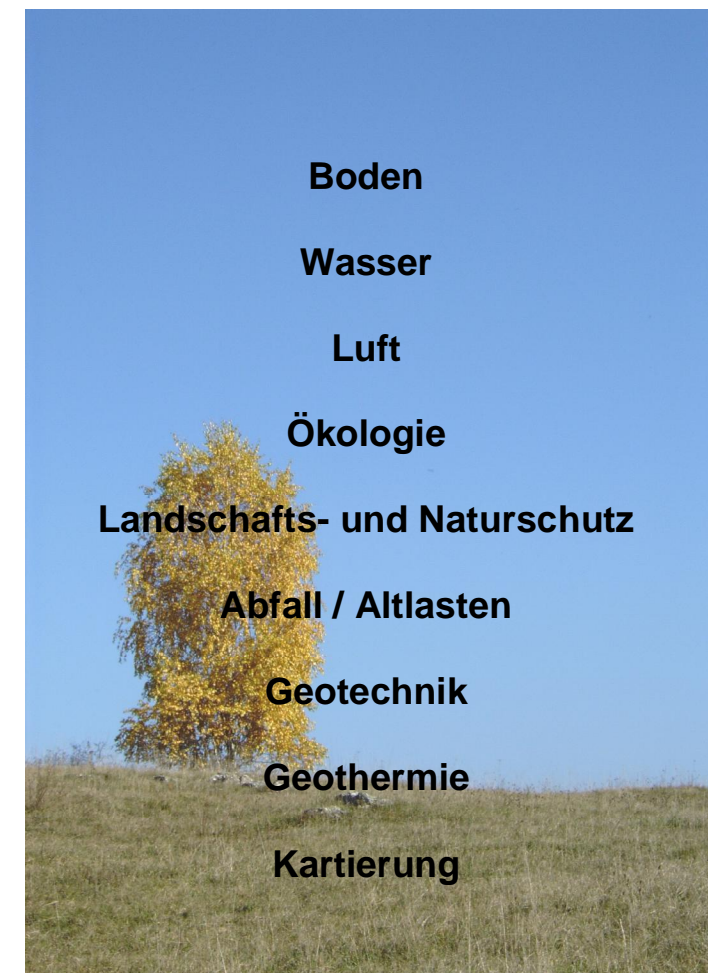 Boden
Wasser
Luft
Ökologie
Landschafts- und Naturschutz
Abfall / Altlasten
Geotechnik
Geothermie
Kartierung